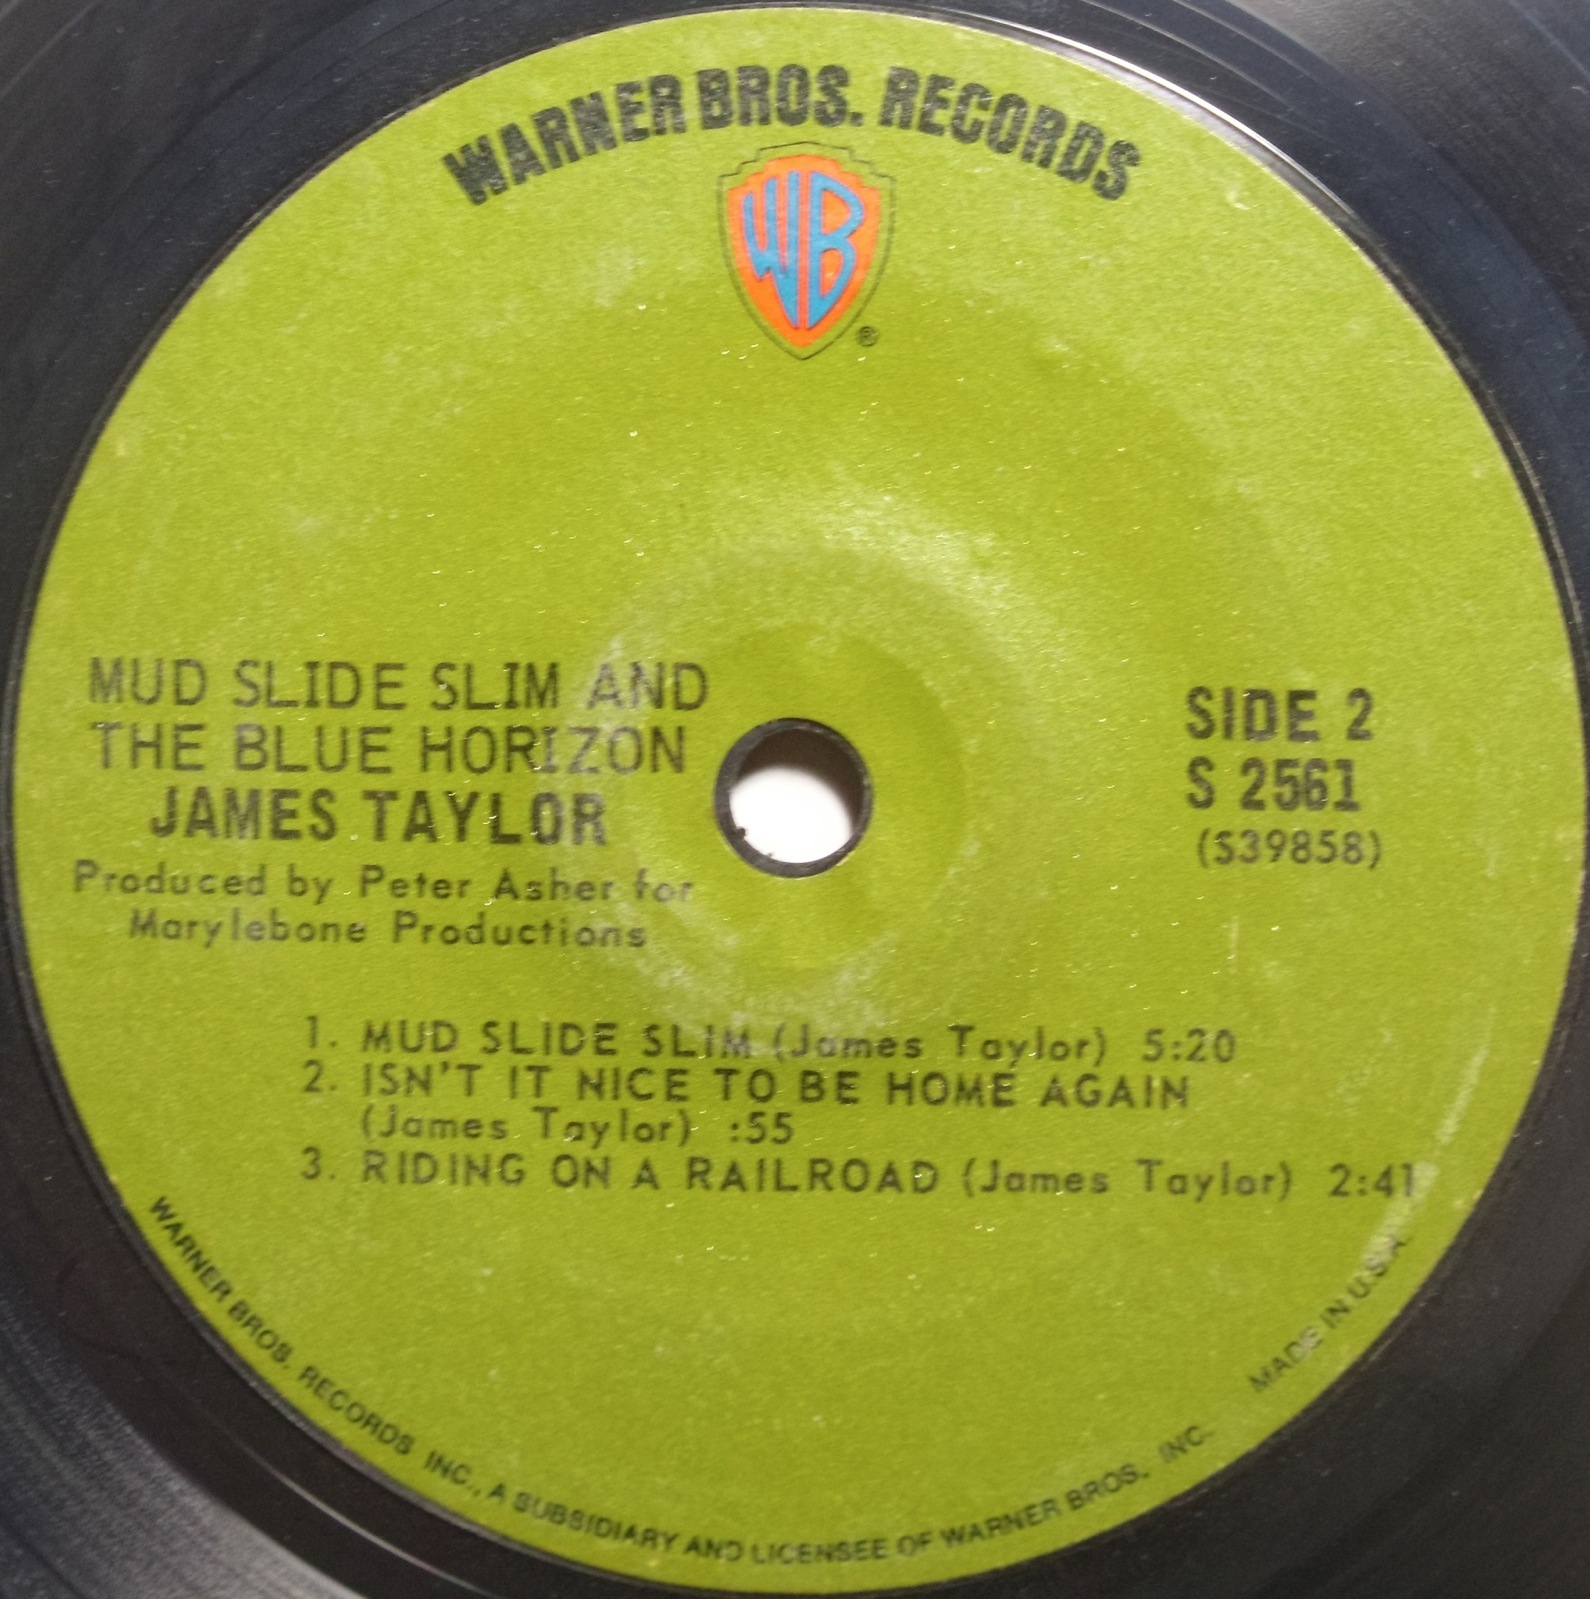 WARNER BROS. RECORDS
WB
®
MUD SLIDE SLIM AND
THE BLUE HORIZON
JAMES TAYLOR
Produced by Peter Asher for
Marylebone Productions
SIDE 2
S 2561
(S39858)
1. MUD SLIDE SLIM (James Taylor) 5:20
2. ISN'T IT NICE TO BE HOME AGAIN
(James Taylor) :55
3. RIDING ON A RAILROAD (James Taylor) 2:41
WARNER BROS. RECORDS INC., A SUBSIDIARY AND LICENSEE OF WARNER BROS. INC. MADE IN U.S.A.